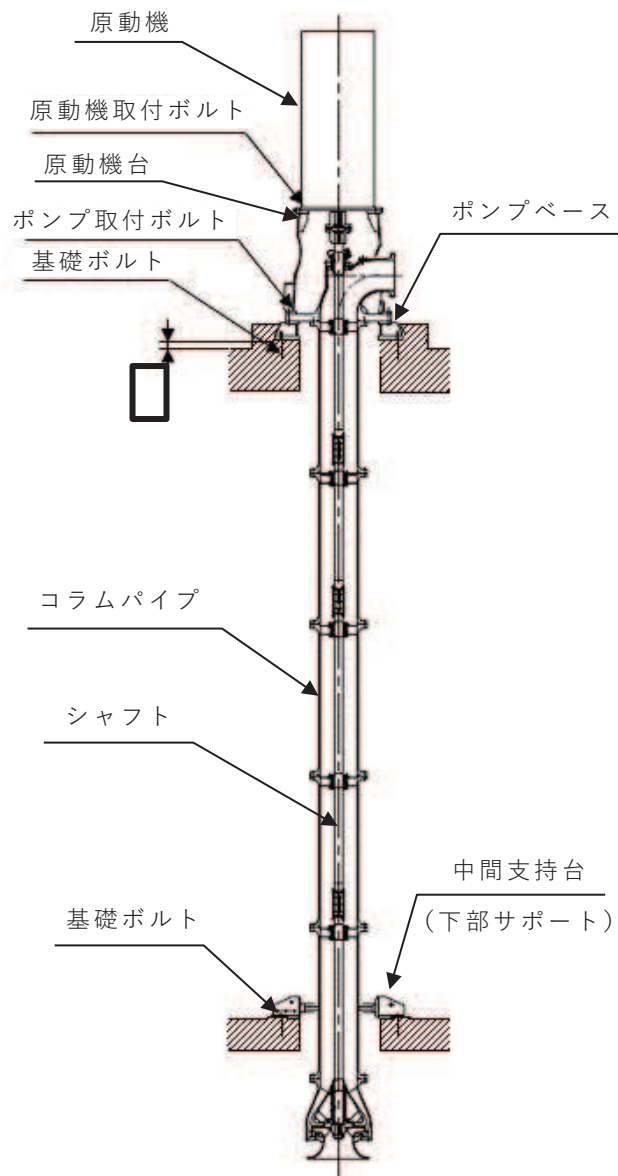 原動機
原動機取付ボルト
原動機台
ポンプ取付ボルト
ポンプベース
基礎ボルト
コラムパイプ
シャフト
中間支持台
(下部サポート)
基礎ボルト